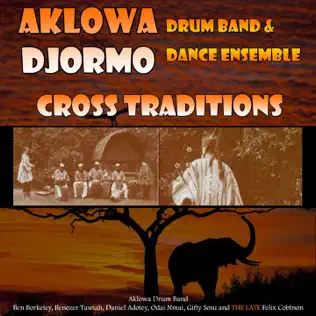 AKLOWA DRUM BAND &
DJORMO DANCE ENSEMBLE
CROSS TRADITIONS
Aklowa Drum Band
Ben Borketey, Benezer Tawiah, Daniel Adotey, Odai Nmai, Gifty Sosu and THE LATE Felix Cobbson